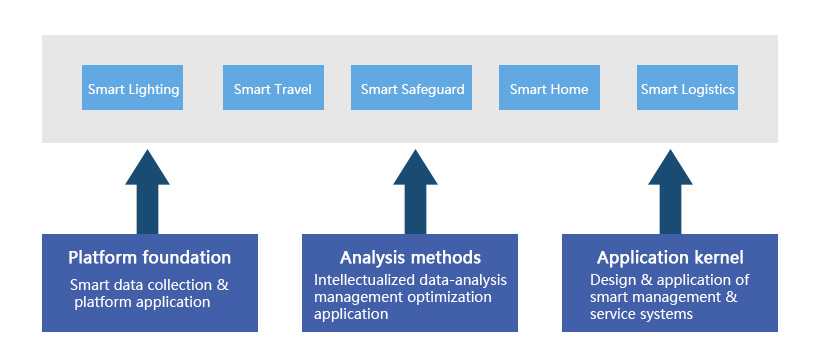 Smart Lighting
Smart Travel
Smart Safeguard
Smart Home
Smart Logistics
Platform foundation
Smart data collection &
platform application
Analysis methods
Intellectualized data-analysis
management optimization
application
Application kernel
Design & application of
smart management &
service systems